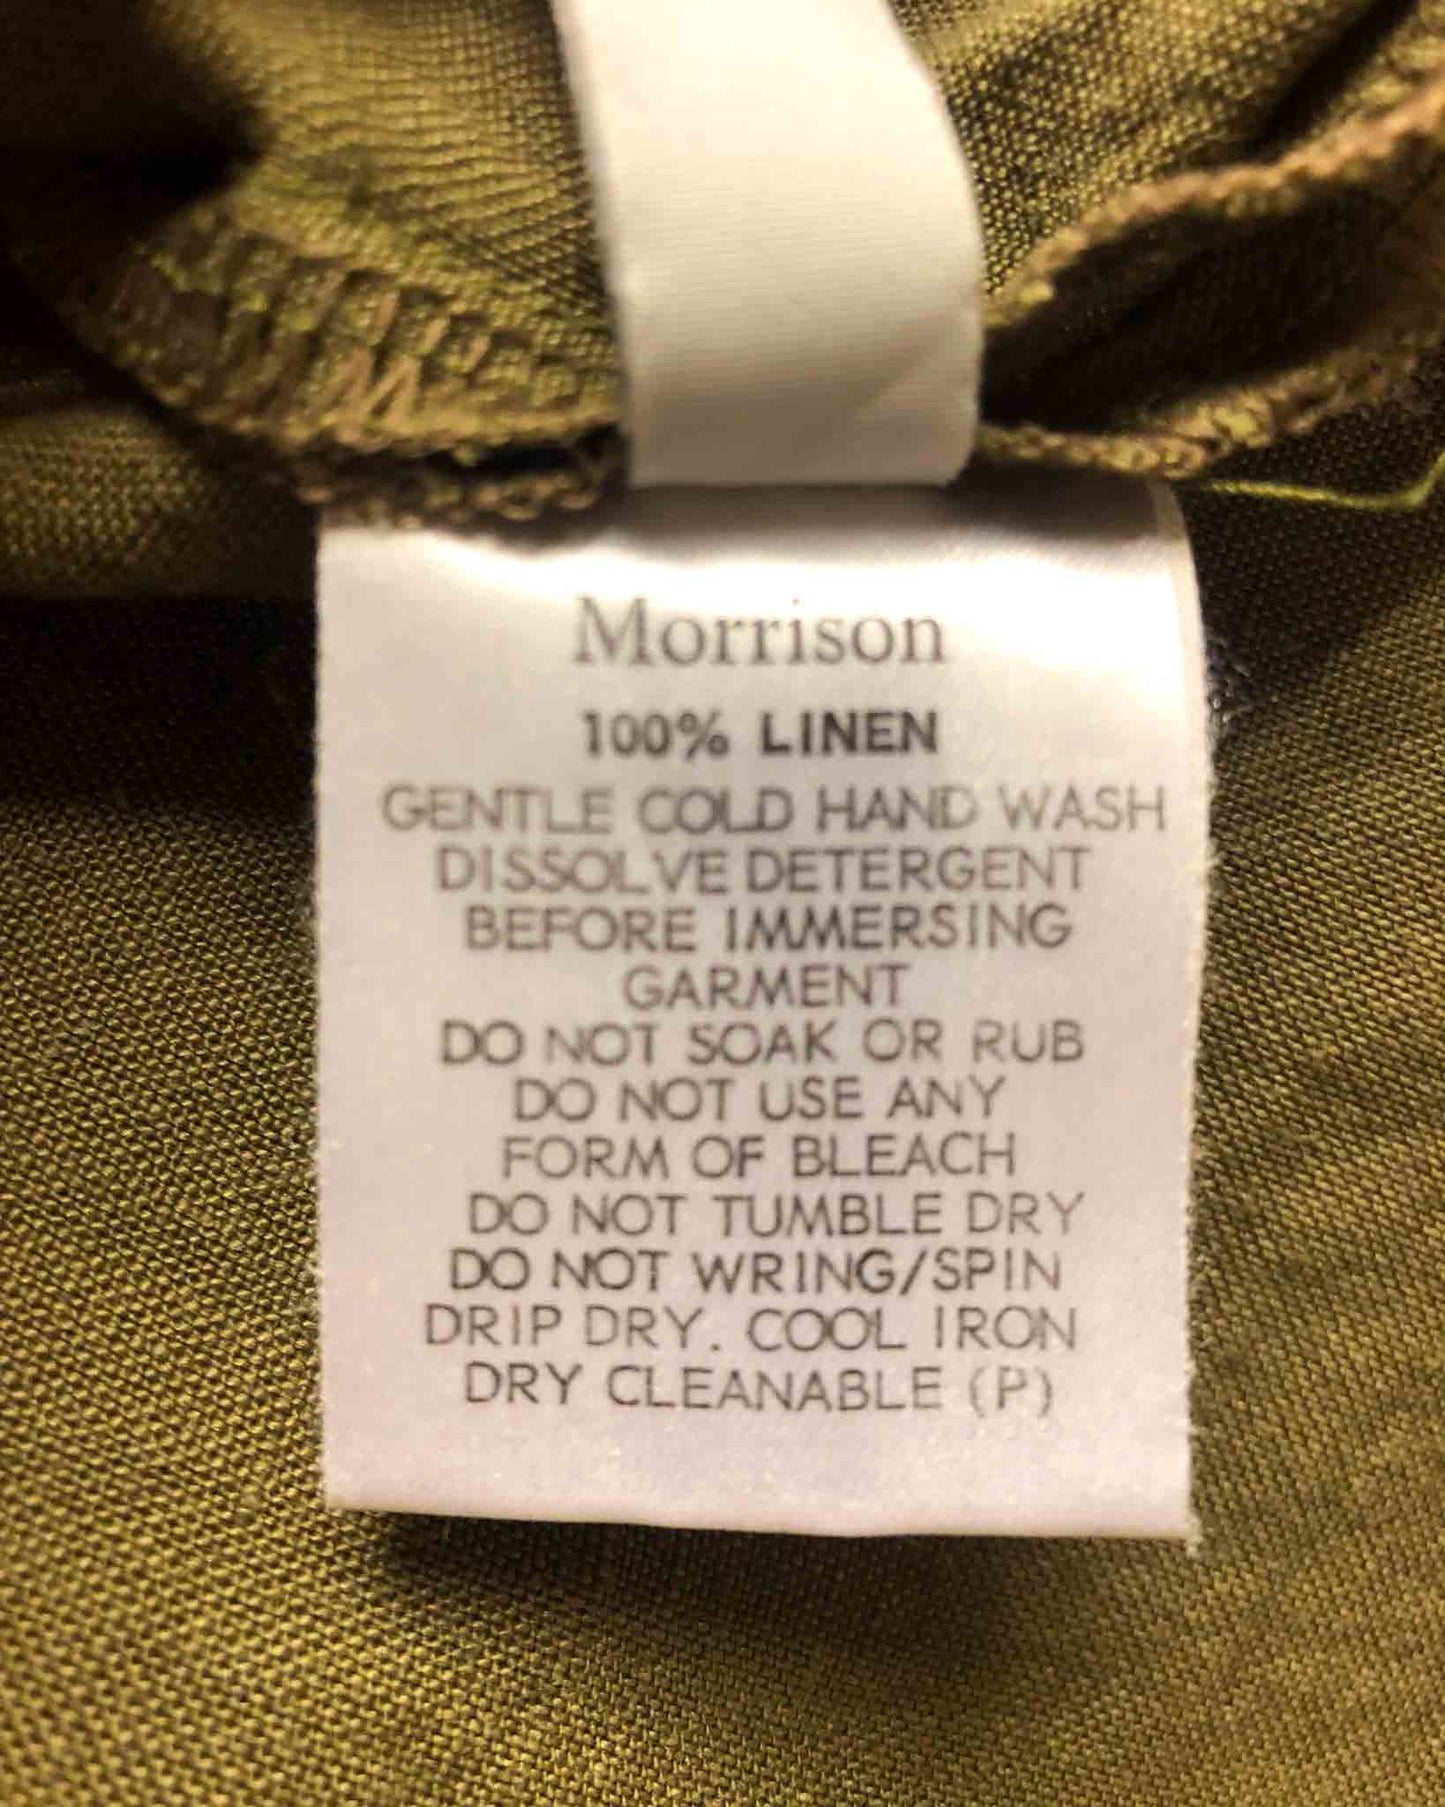 Morrison
100% LINEN
GENTLE COLD HAND WASH
DISSOLVE DETERGENT
BEFORE IMMERSING
GARMENT
DO NOT SOAK OR RUB
DO NOT USE ANY
FORM OF BLEACH
DO NOT TUMBLE DRY
DO NOT WRING/SPIN
DRIP DRY. COOL IRON
DRY CLEANABLE (P)